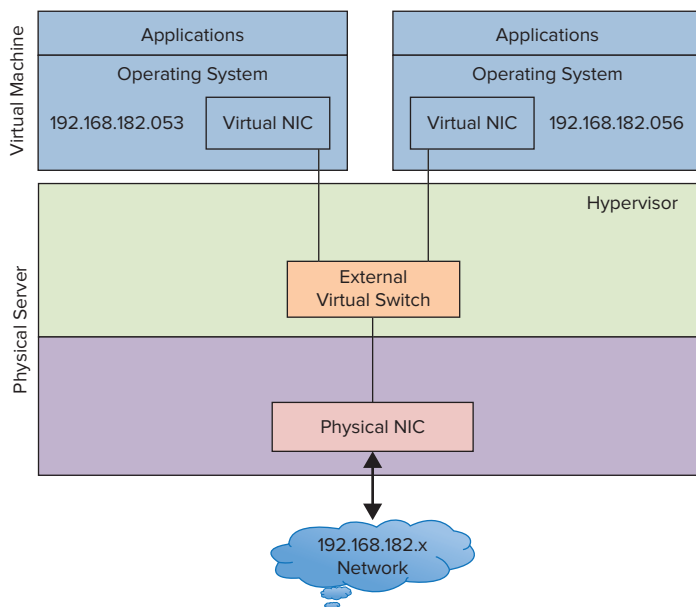 Virtual Machine
Applications
Operating System
192.168.182.053
Virtual NIC
Applications
Operating System
Virtual NIC
192.168.182.056
Physical Server
Hypervisor
External
Virtual Switch
Physical NIC
192.168.182.x
Network